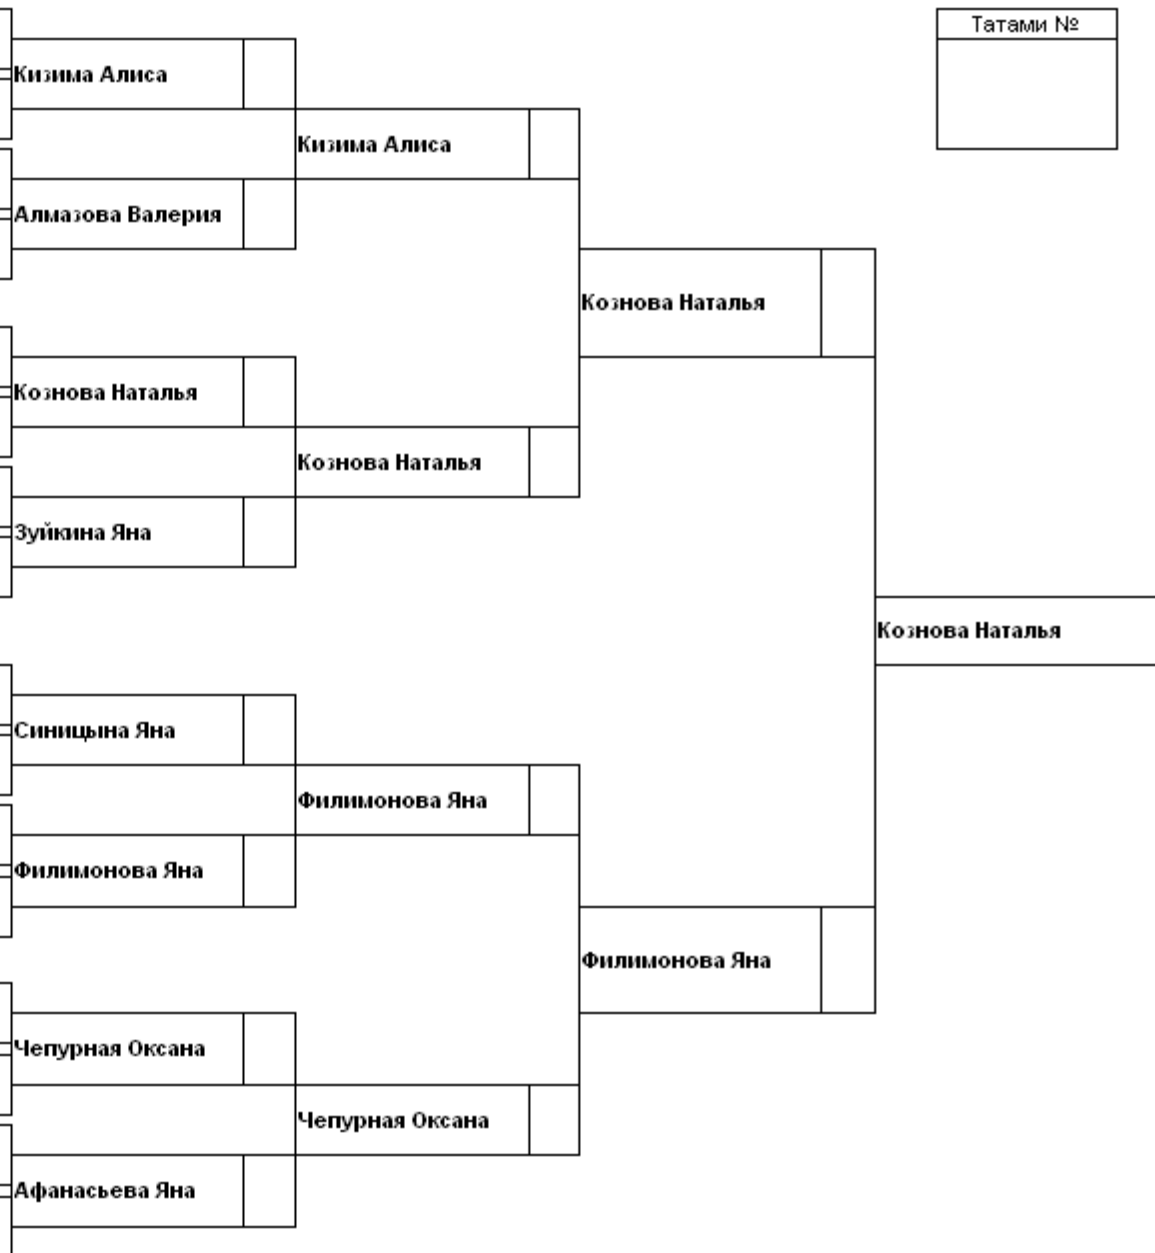 Татами №
Кизима Алиса
Кизима Алиса
Алмазова Валерия
Кознова Наталья
Кознова Наталья
Кознова Наталья
Зуйкина Яна
Кознова Наталья
Синицына Яна
Филимонова Яна
Филимонова Яна
Филимонова Яна
Чепурная Оксана
Чепурная Оксана
Афанасьева Яна